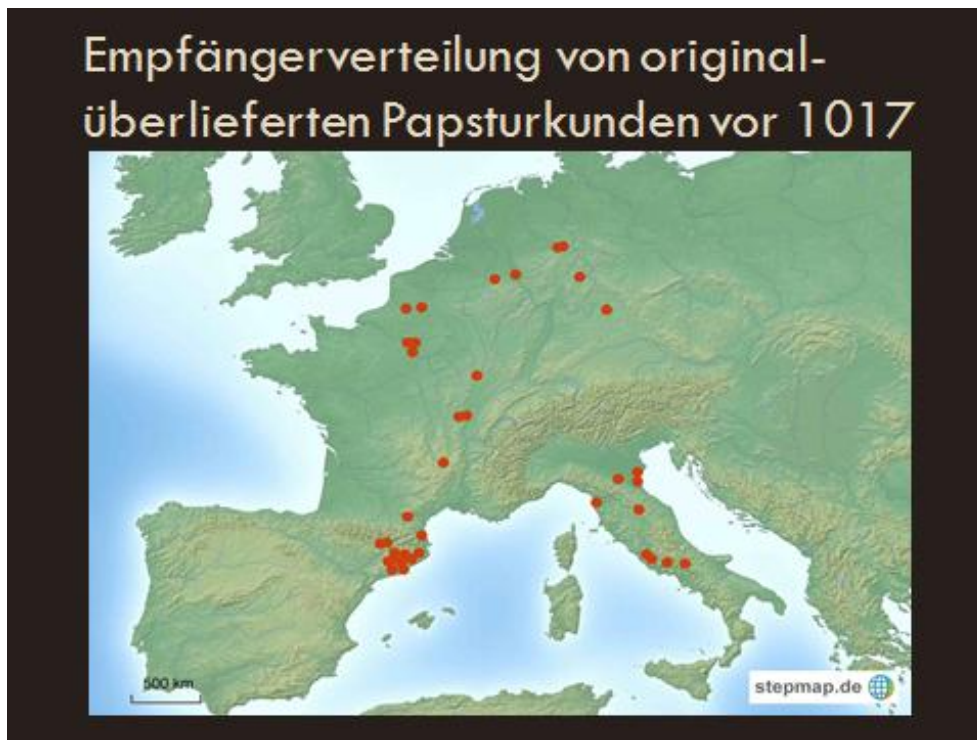 Empfängerverteilung von original-
überlieferten Papsturkunden vor 1017
500 km
stepmap.de